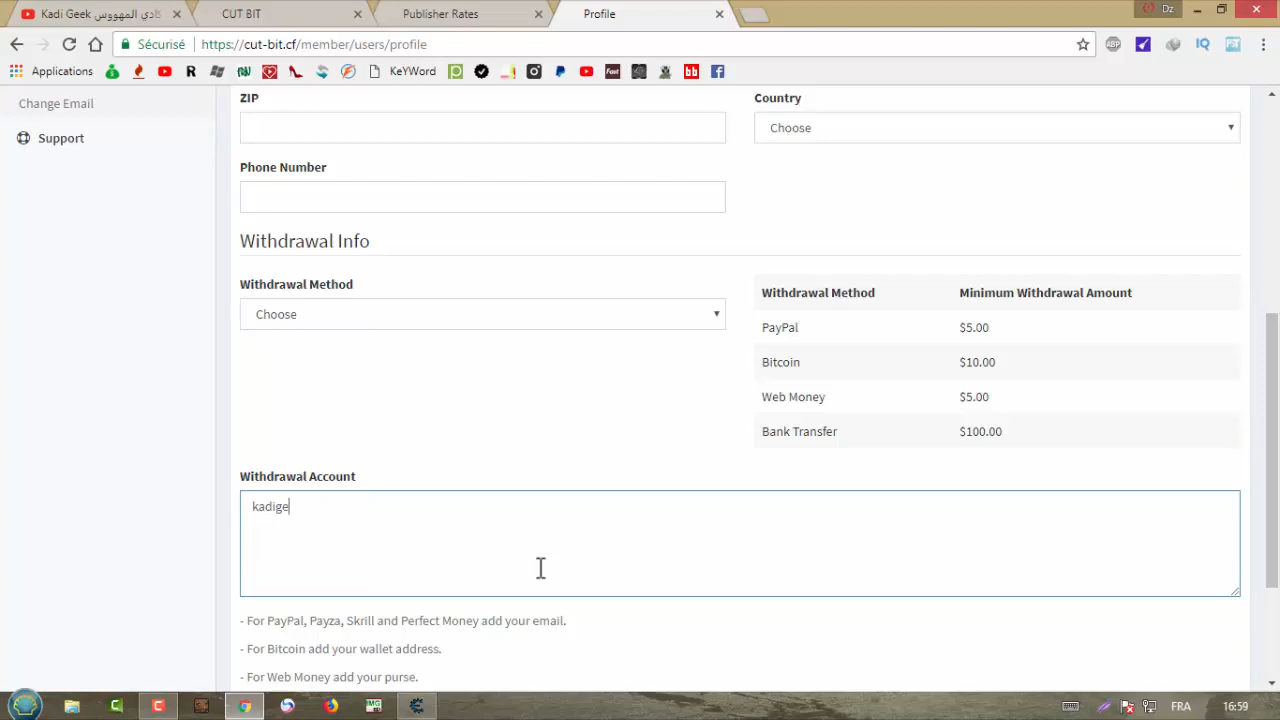 Kadi Geek كادي المهووس
CUT BIT
Publisher Rates
Profile
Dz
Sécurisé
https://cut-bit.cf/member/users/profile
Applications
KeyWord
Change Email
Support
ZIP
Country
Choose
Phone Number
Withdrawal Info
Withdrawal Method
Choose
Withdrawal Method Minimum Withdrawal Amount
PayPal $5.00
Bitcoin $10.00
Web Money $5.00
Bank Transfer $100.00
Withdrawal Account
kadige
- For PayPal, Payza, Skrill and Perfect Money add your email.
- For Bitcoin add your wallet address.
- For Web Money add your purse.
FRA
16:59